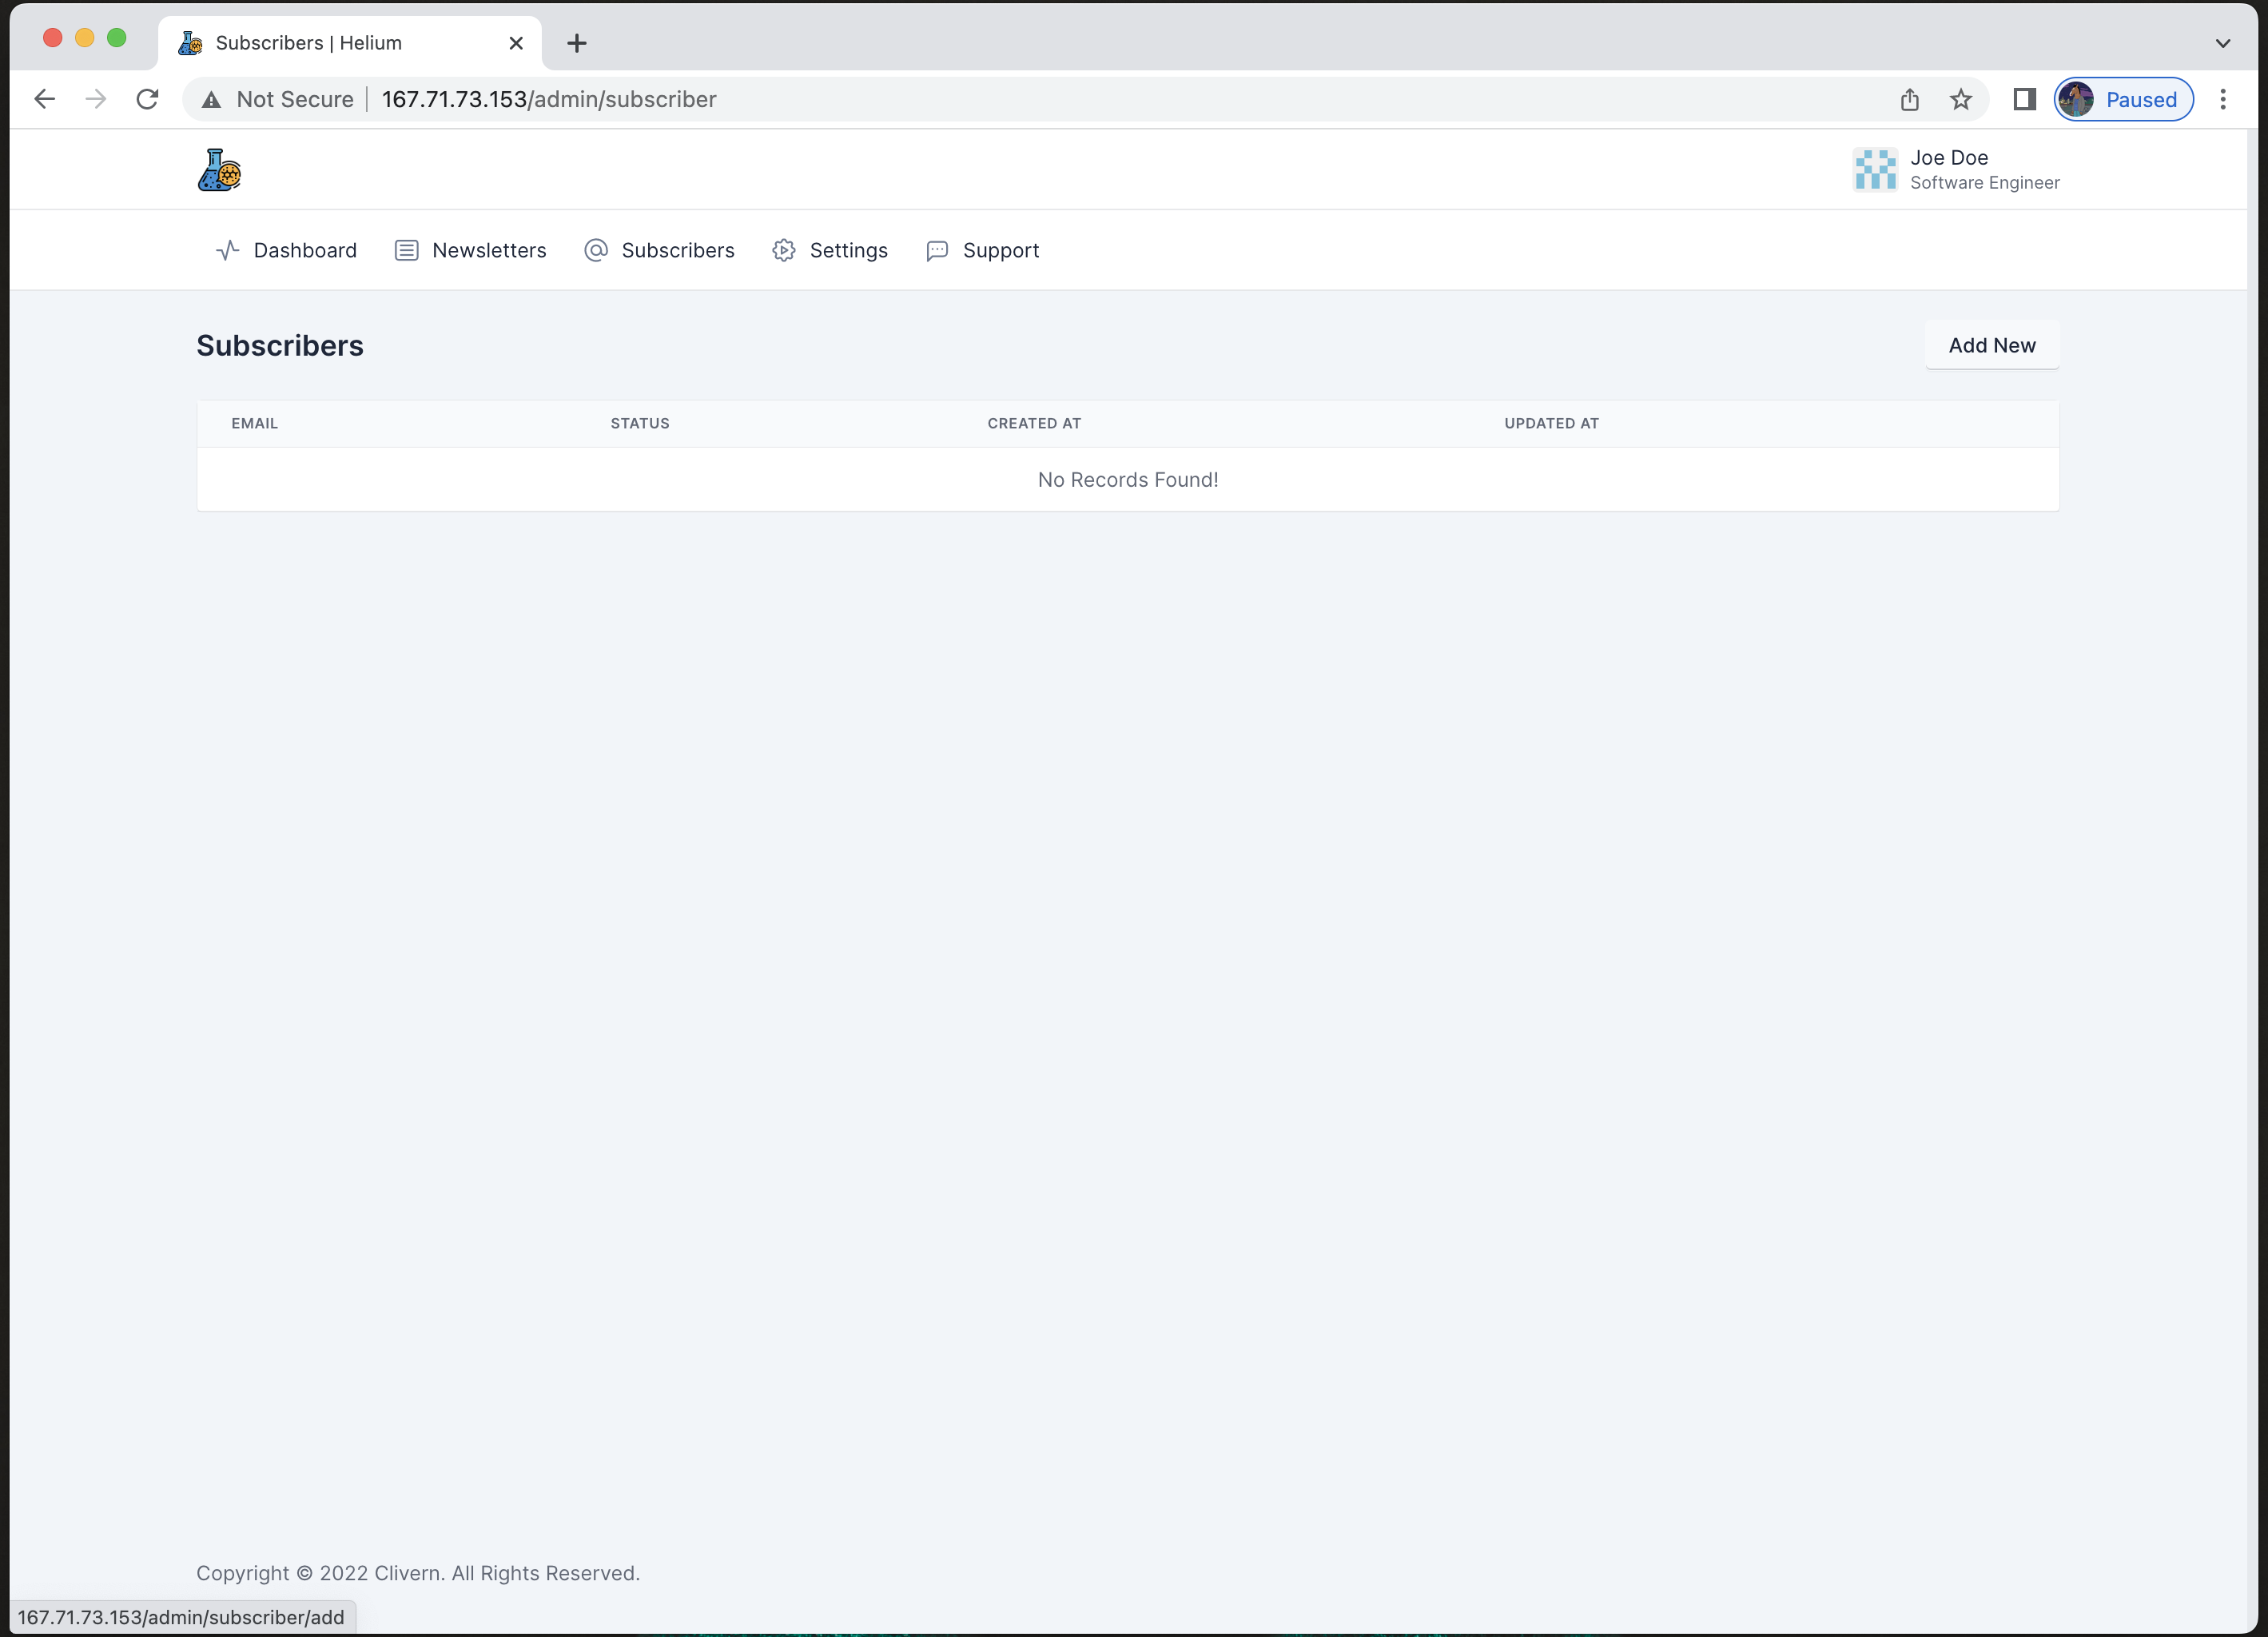 Subscribers | Helium
Not Secure | 167.71.73.153/admin/subscriber
Paused
Joe Doe
Software Engineer
Dashboard Newsletters Subscribers Settings Support
Subscribers
Add New
EMAIL STATUS CREATED AT UPDATED AT
No Records Found!
Copyright © 2022 Clivern. All Rights Reserved.
167.71.73.153/admin/subscriber/add